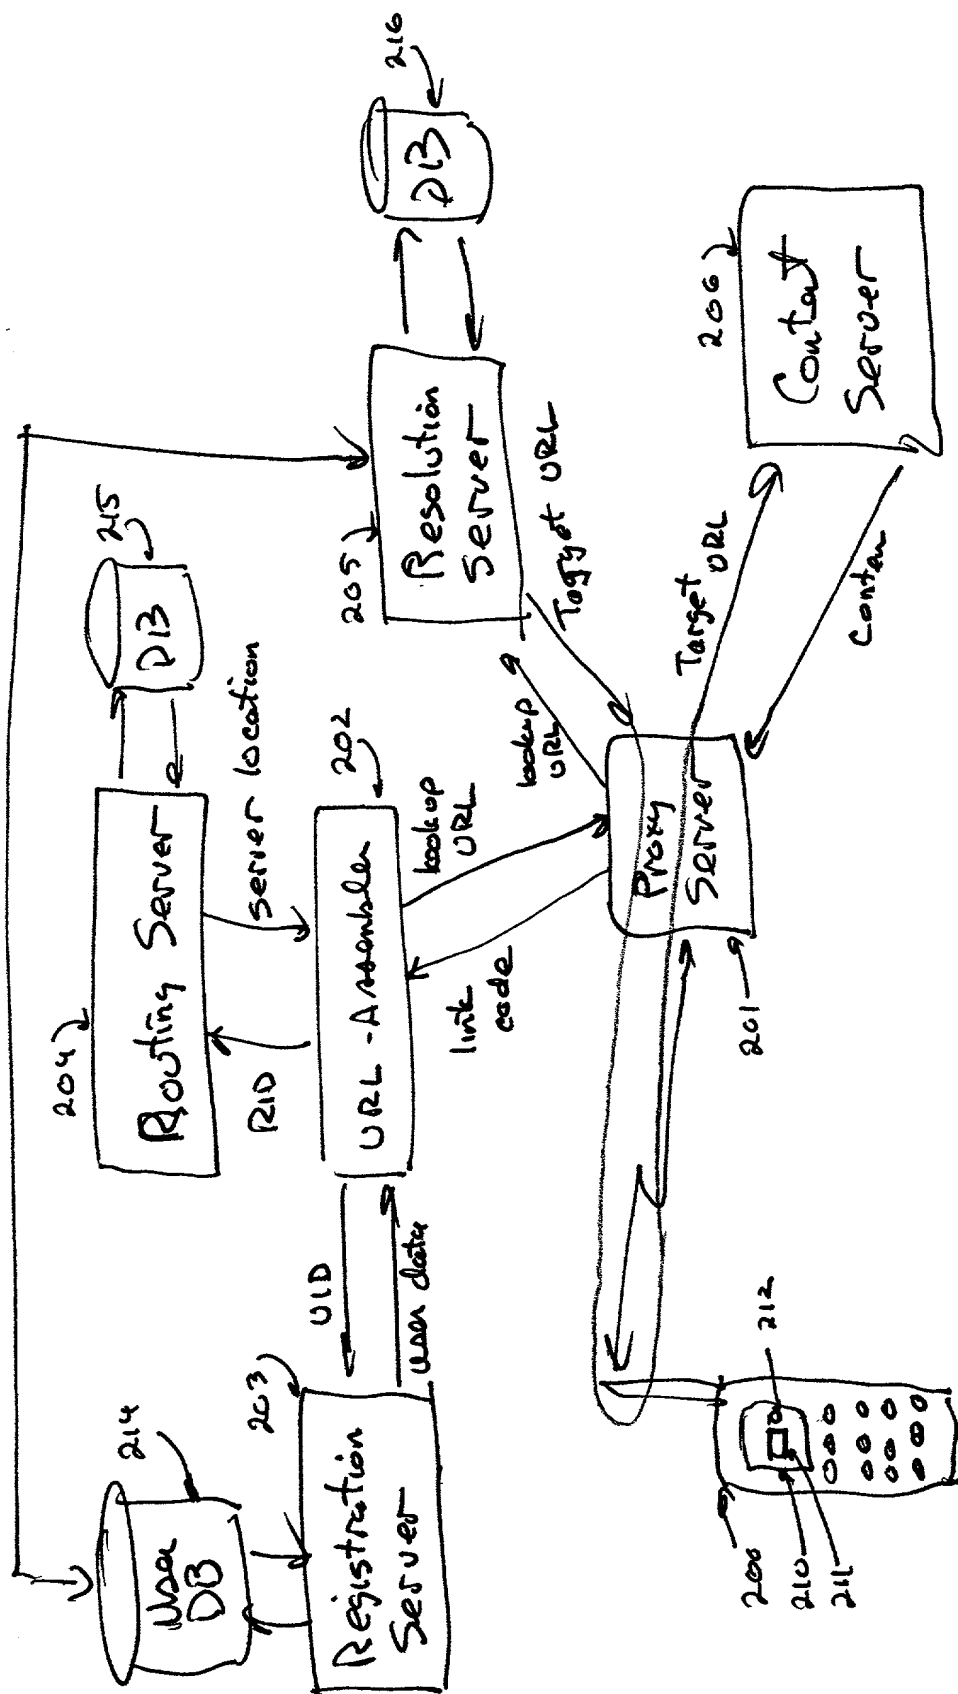 216
DB
215
DB
205
Resolution
Server
206
Content
Server
204
Routing Server
server location
202
RID
URL-Assembler
lookup
URL
link
code
lookup
URL
Target URL
Target
URL
Conten
Proxy
Server
201
214
User
DB
203
Registration
Server
UID
user data
200
210
211
212